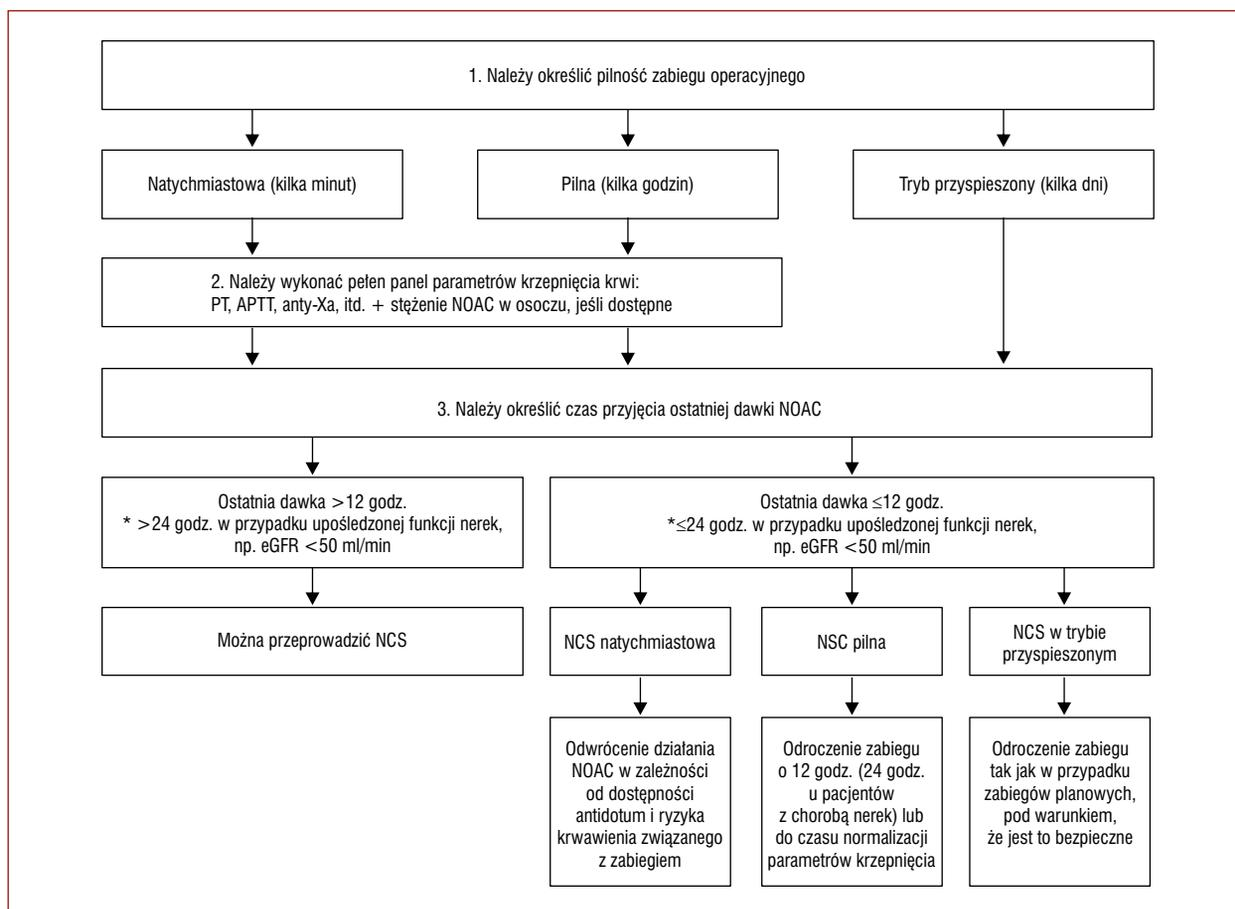 1. Należy określić pilność zabiegu operacyjnego
Natychmiastowa (kilka minut)
Pilna (kilka godzin)
Tryb przyspieszony (kilka dni)
2. Należy wykonać pełen panel parametrów krzepnięcia krwi:
PT, APTT, anty-Xa, itd. + stężenie NOAC w osoczu, jeśli dostępne
3. Należy określić czas przyjęcia ostatniej dawki NOAC
Ostatnia dawka >12 godz.
* >24 godz. w przypadku upośledzonej funkcji nerek,
np. eGFR <50 ml/min
Ostatnia dawka ≤12 godz.
*≤24 godz. w przypadku upośledzonej funkcji nerek,
np. eGFR <50 ml/min
Można przeprowadzić NCS
NCS natychmiastowa
NSC pilna
NCS w trybie
przyspieszonym
Odwrócenie działania
NOAC w zależności
od dostępności
antidotum i ryzyka
krwawienia związanego
z zabiegiem
Odroczenie zabiegu
o 12 godz. (24 godz.
u pacjentów
z chorobą nerek) lub
do czasu normalizacji
parametrów krzepnięcia
Odroczenie zabiegu
tak jak w przypadku
zabiegów planowych,
pod warunkiem,
że jest to bezpieczne